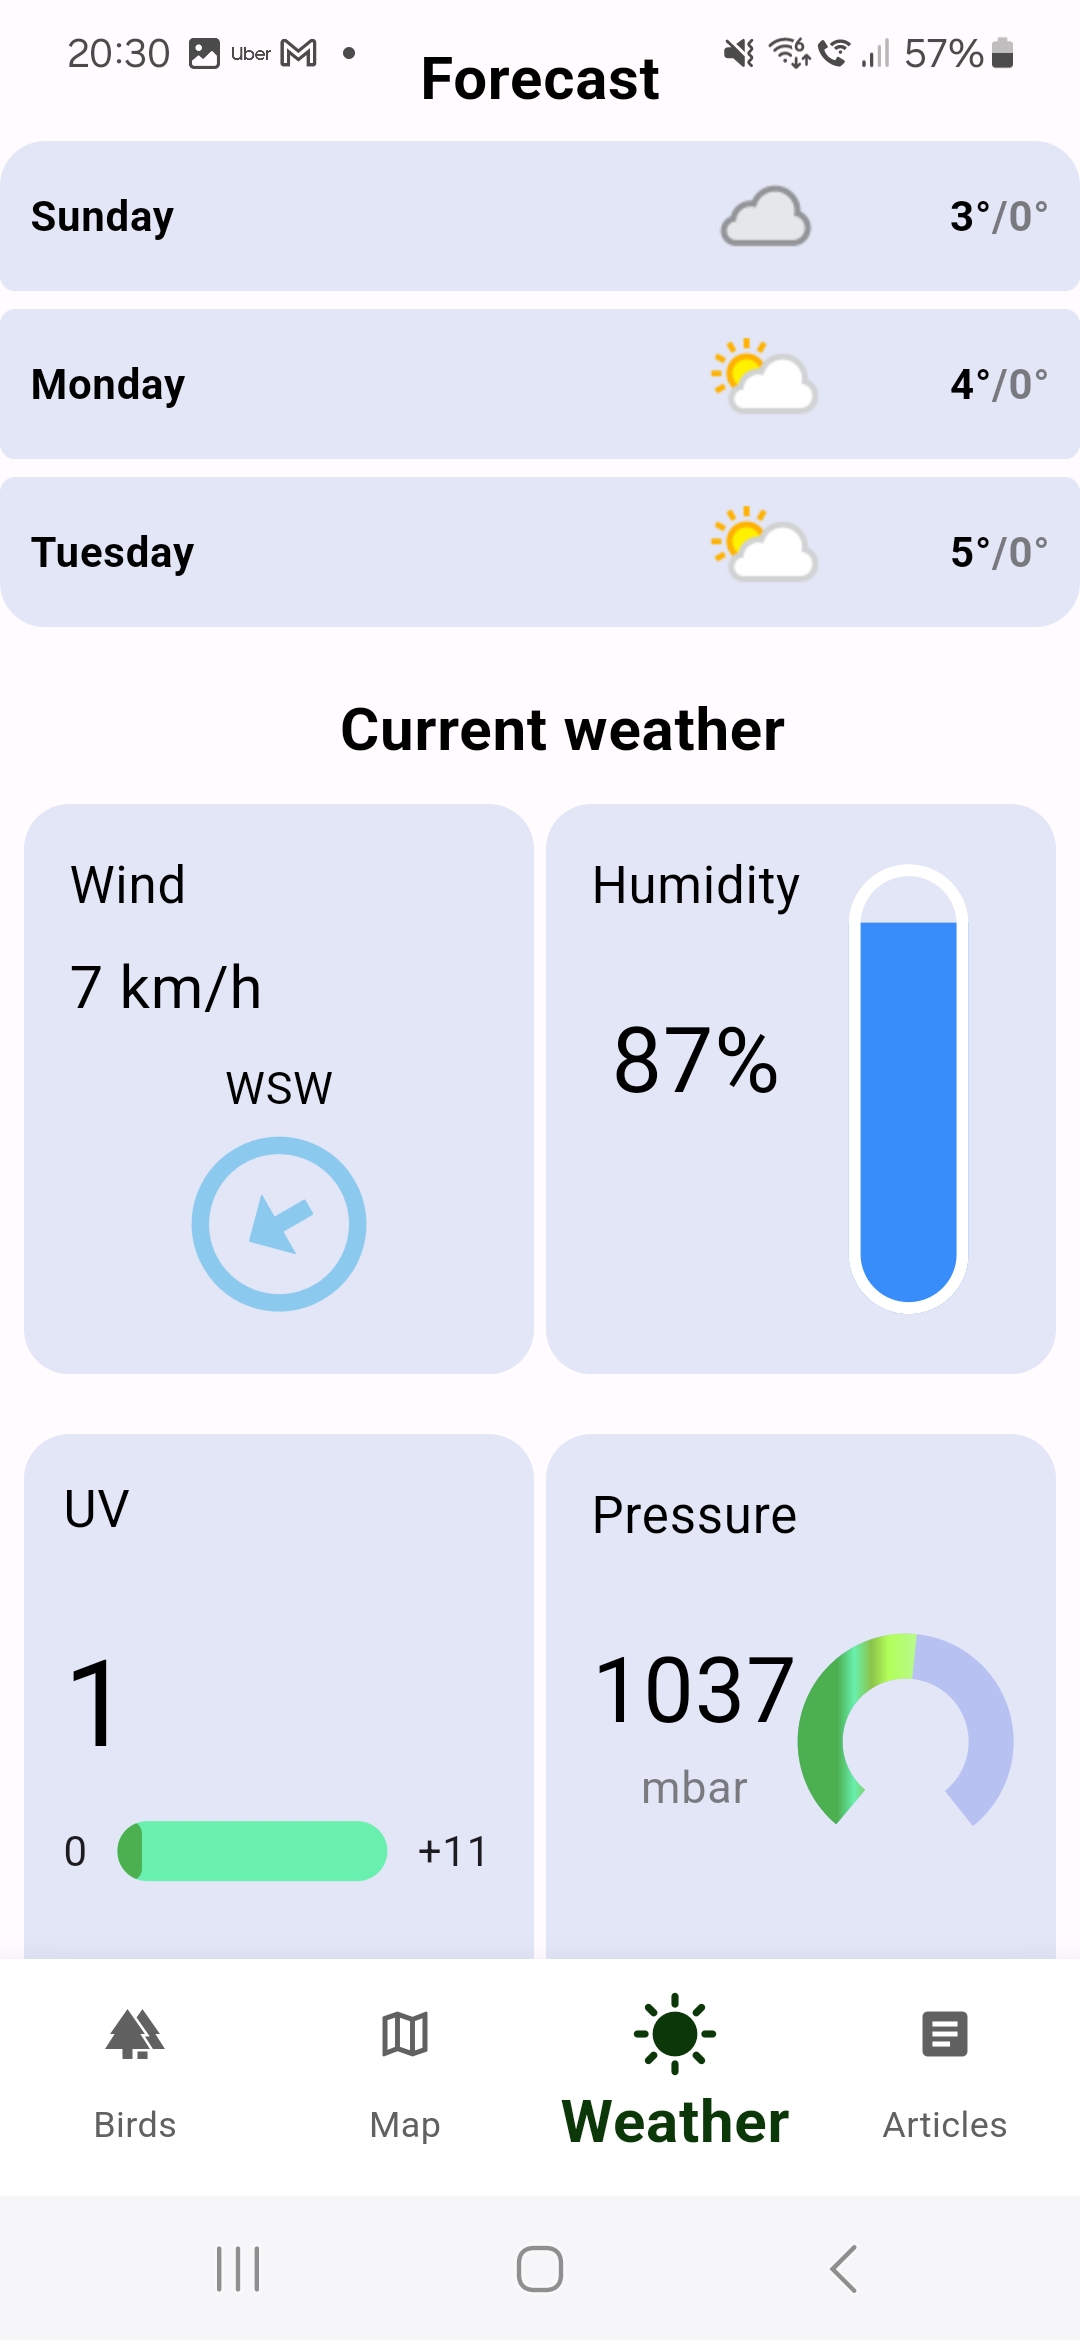 20:30 Uber 57%
Forecast
Sunday 3°/0°
Monday 4°/0°
Tuesday 5°/0°
Current weather
Wind
7 km/h
WSW
Humidity
87%
UV
1
0 +11
Pressure
1037
mbar
Birds Map Weather Articles